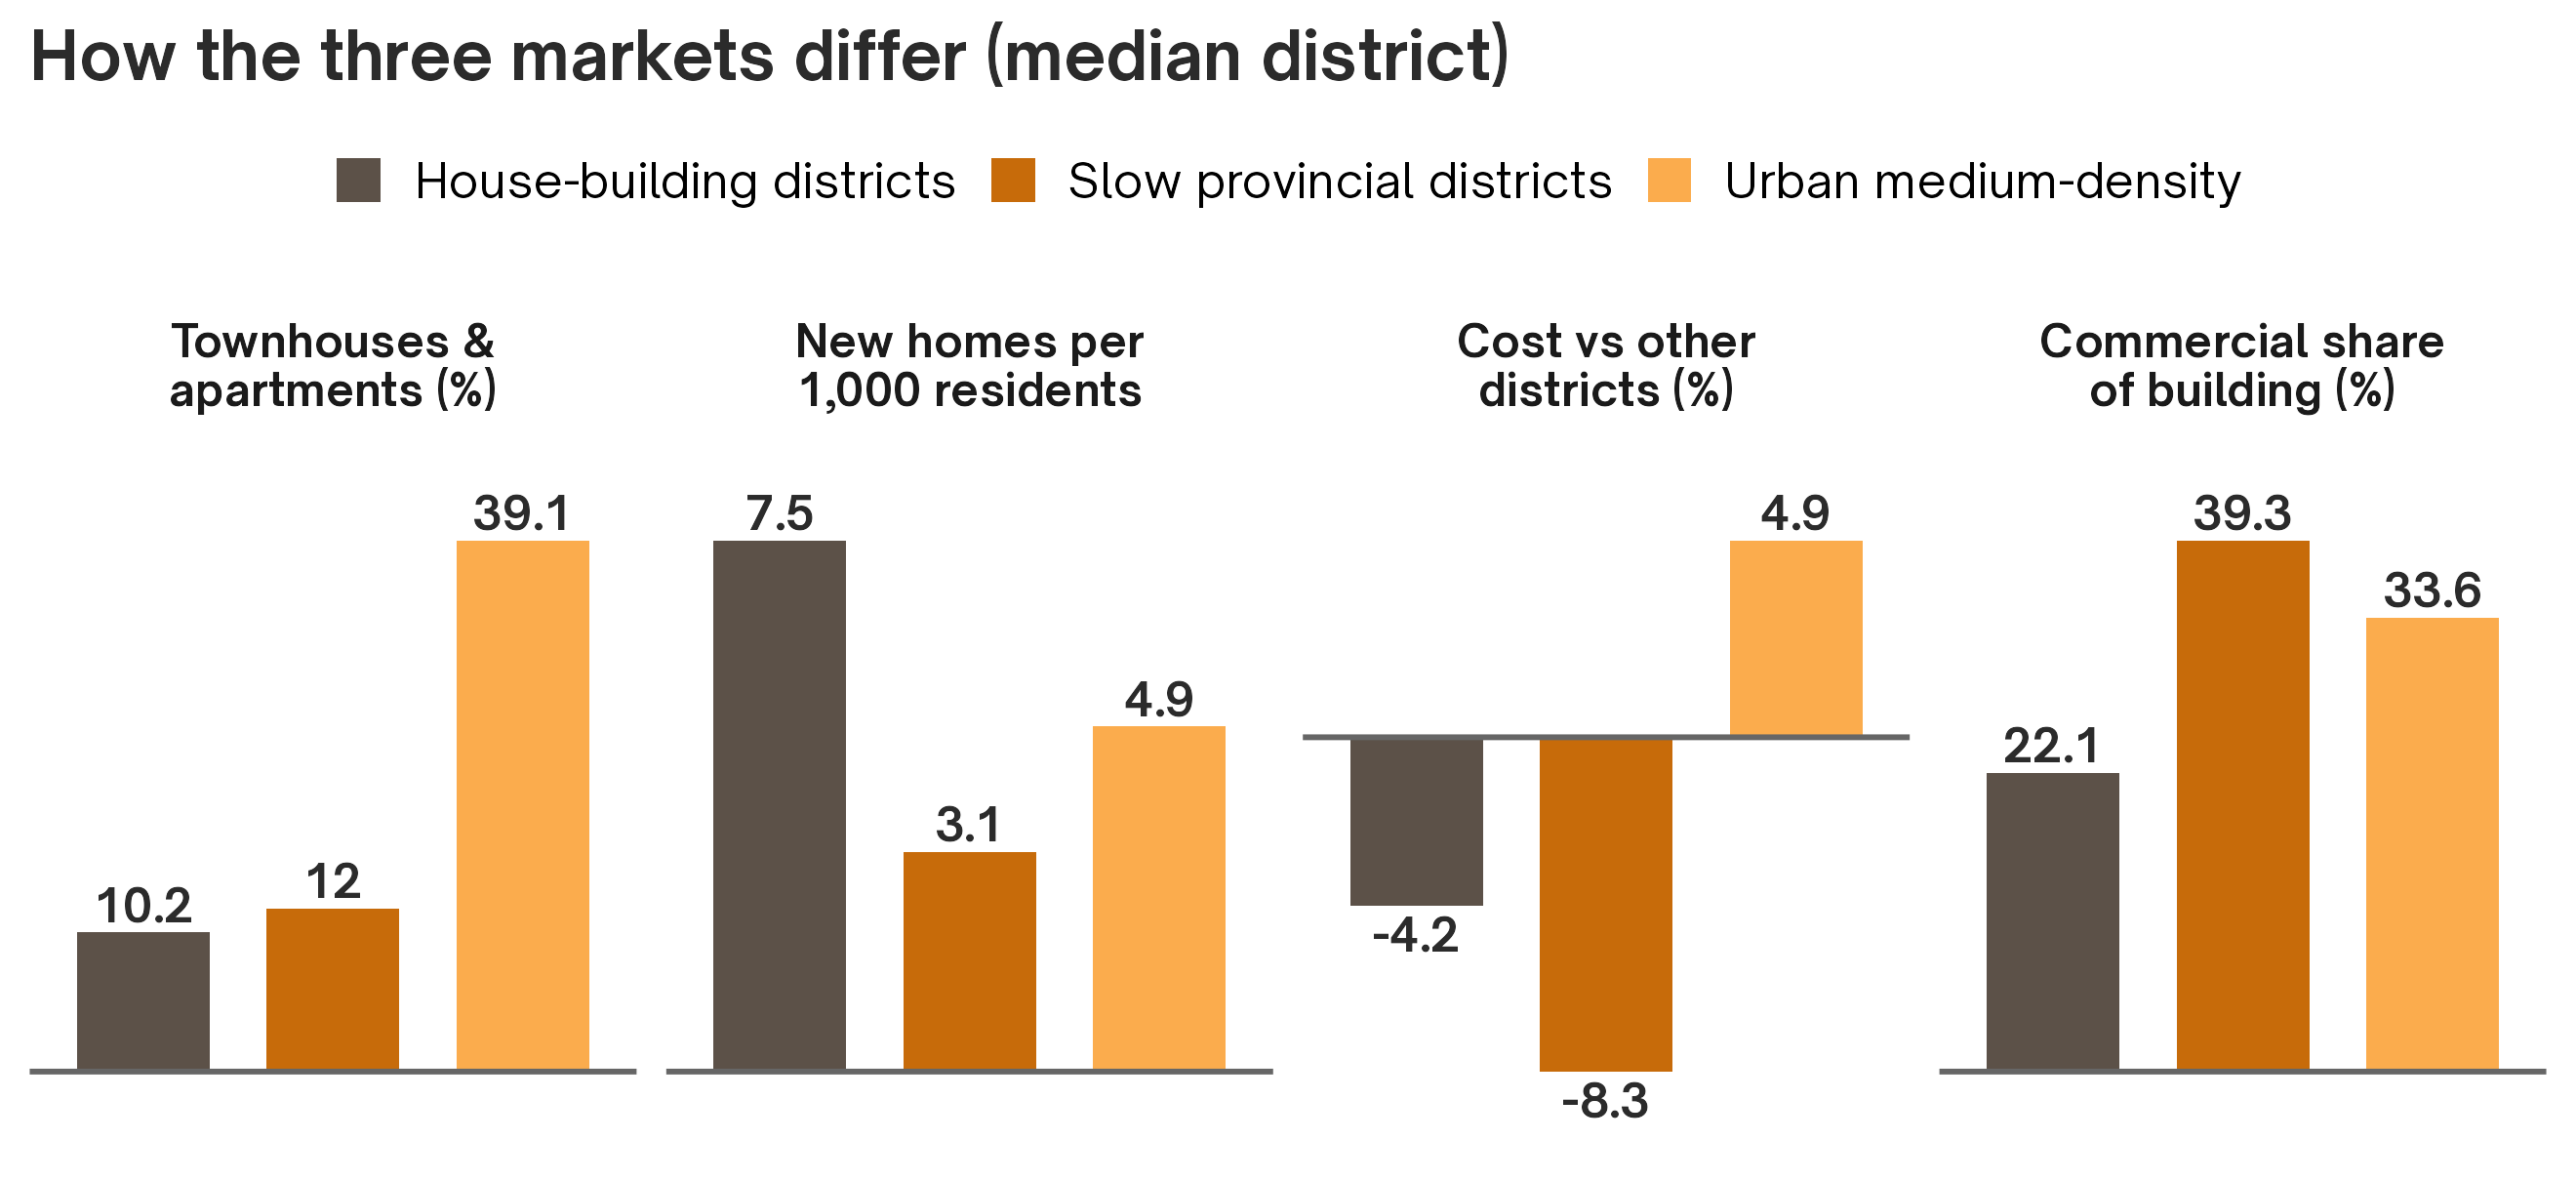 How the three markets differ (median district)
House-building districts
Slow provincial districts
Urban medium-density
Townhouses &
apartments (%)
New homes per
1,000 residents
Cost vs other
districts (%)
Commercial share
of building (%)
10.2
12
39.1
7.5
3.1
4.9
-4.2
-8.3
4.9
22.1
39.3
33.6